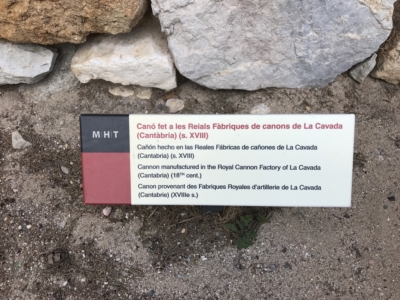 MHT
Canó fet a les Reials Fàbriques de canons de La Cavada
(Cantàbria) (s. XVIII)
Cañón hecho en las Reales Fábricas de cañones de La Cavada
(Cantabria) (s. XVIII)
Cannon manufactured in the Royal Cannon Factory of La Cavada
(Cantabria) (18th cent.)
Canon provenant des Fabriques Royales d'artillerie de La Cavada
(Cantabrie) (XVIIIe s.)